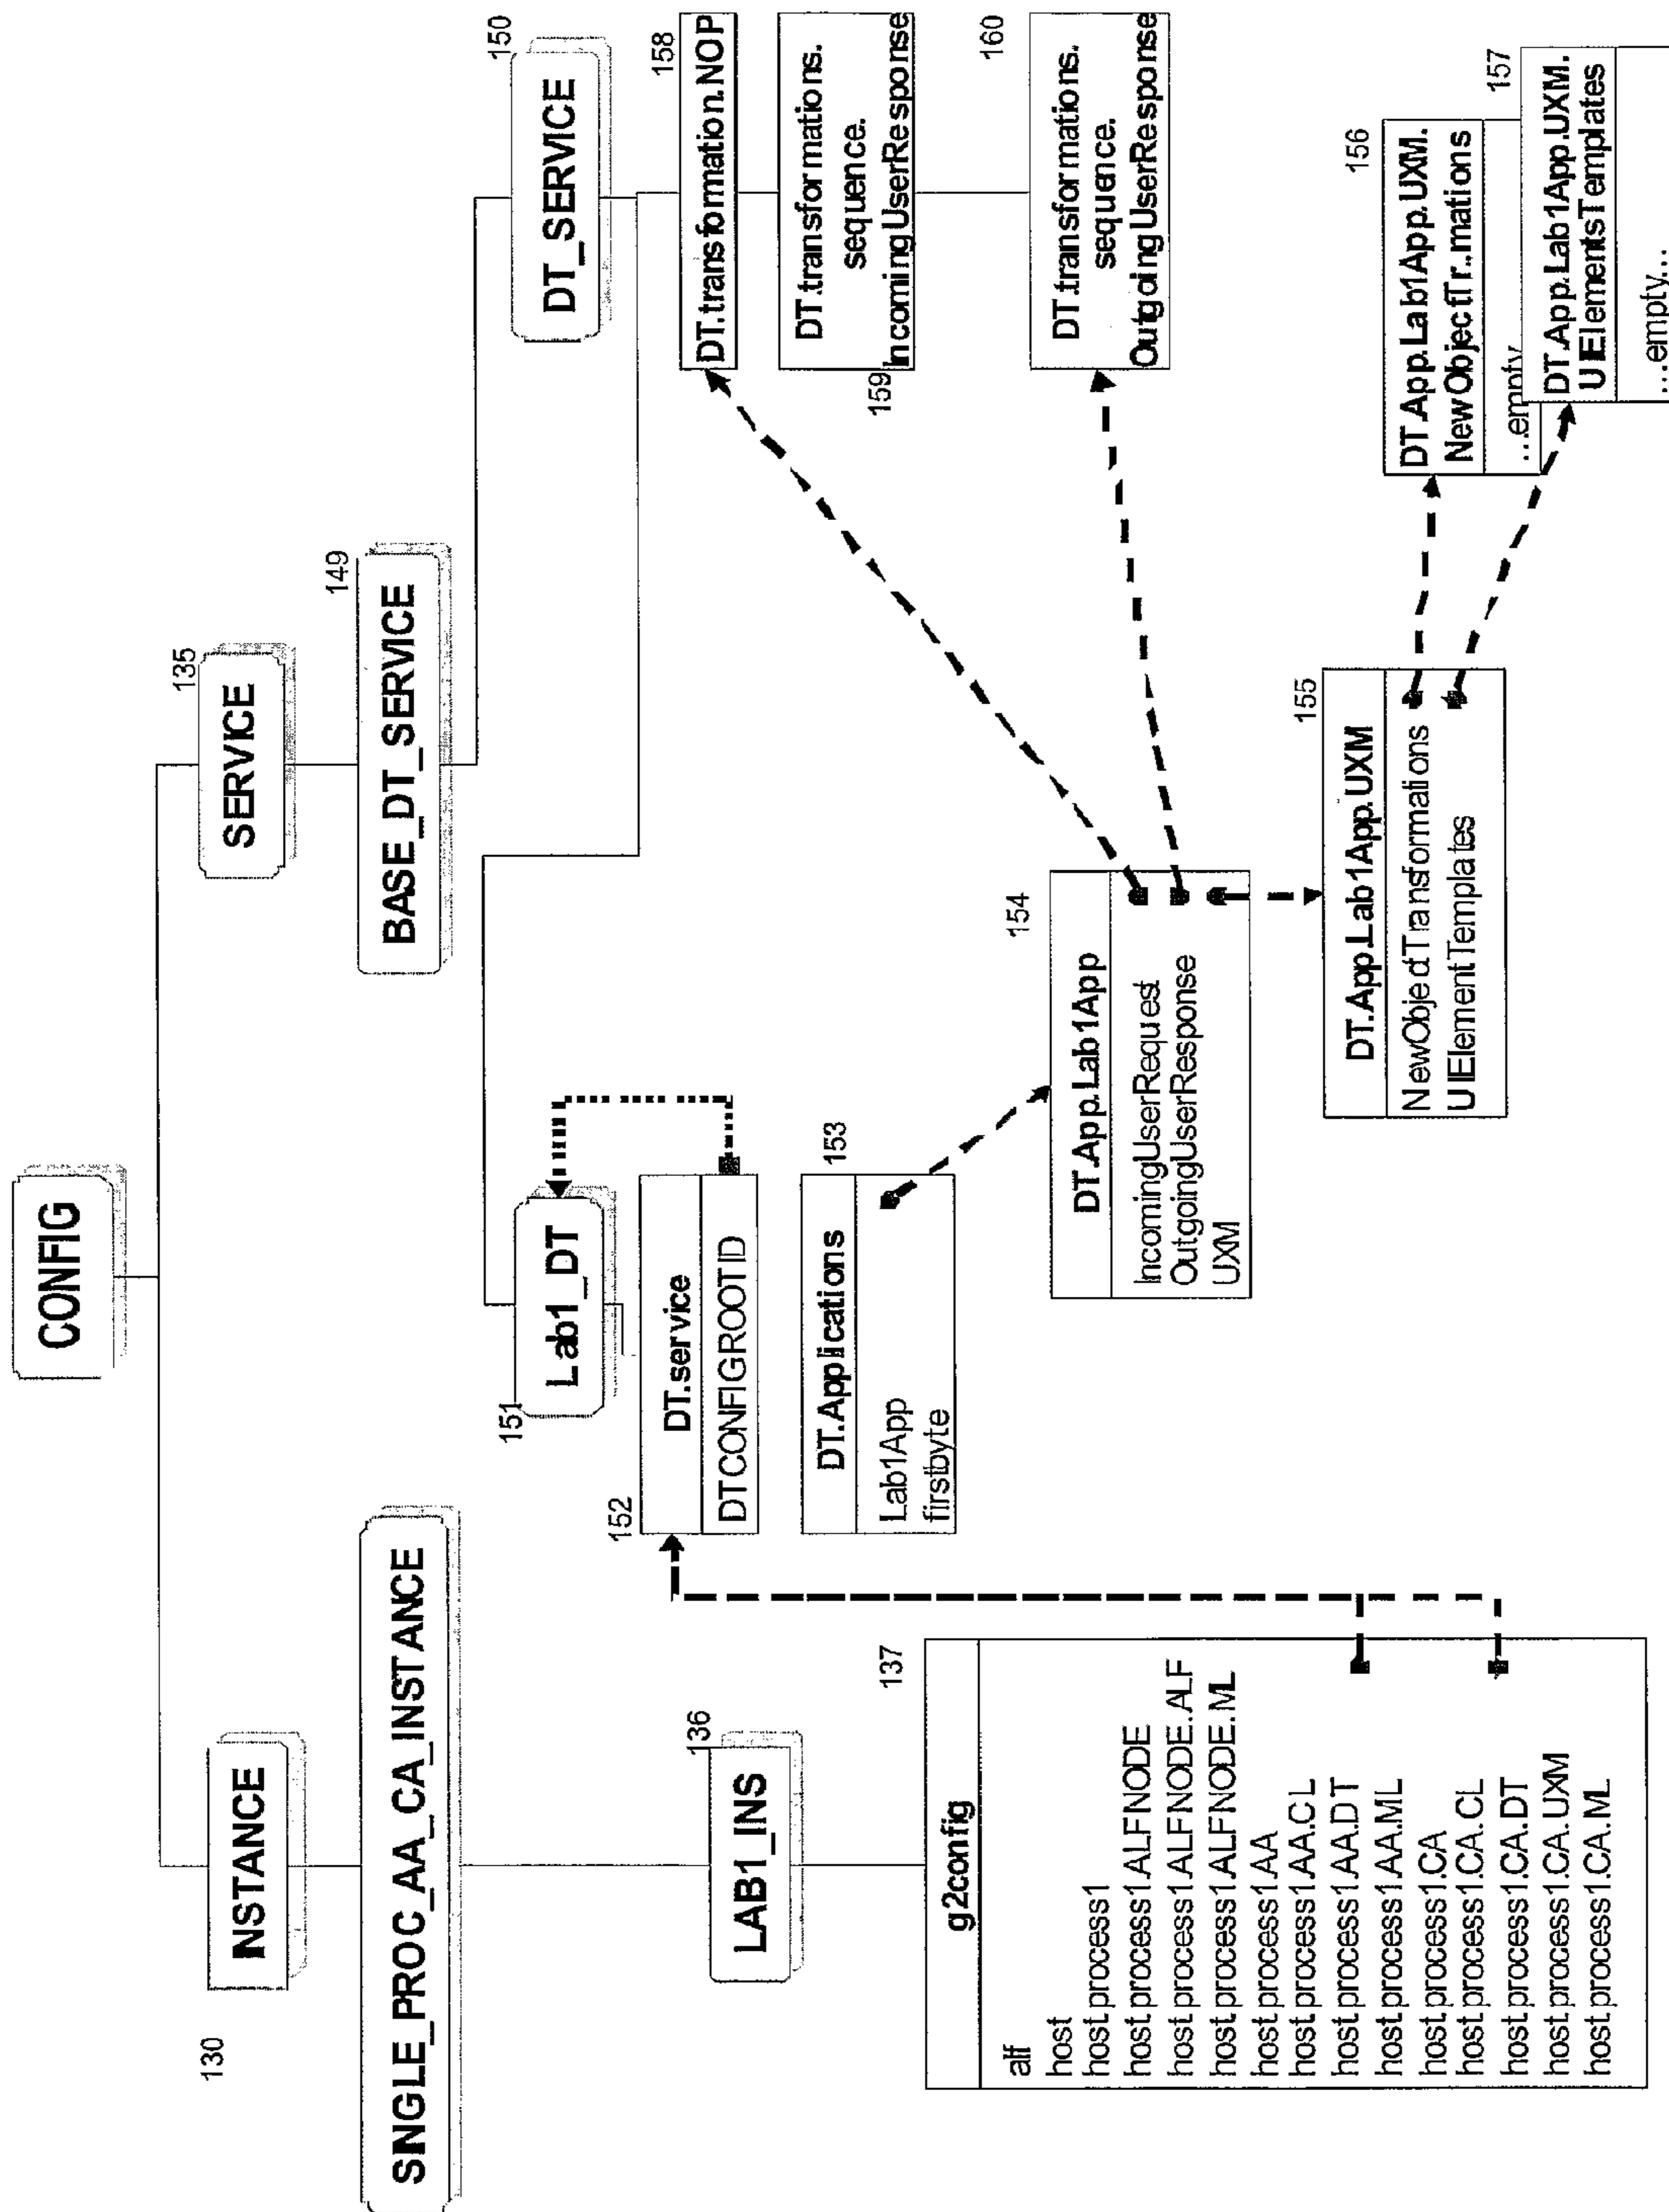 CONFIG
130
INSTANCE
SINGLE_PROC_AA_CA_INSTANCE
136
LAB1_INS
137
g2config
alf
host
host.process1
host.process1.ALFNODE
host.process1.ALFNODE.ALF
host.process1.ALFNODE.ML
host.process1.AA
host.process1.AA.CL
host.process1.AA.DT
host.process1.AA.ML
host.process1.CA
host.process1.CA.CL
host.process1.CA.DT
host.process1.CA.UXM
host.process1.CA.ML
135
SERVICE
149
BASE_DT_SERVICE
151
Lab1_DT
152
DT.service
DTCONFIGROOTID
153
DT.Applications
Lab1App
firstbyte
154
DT.App.Lab1App
IncomingUserRequest
OutgoingUserResponse
UXM
155
DT.App.Lab1App.UXM
NewObjectTransformations
UIElementTemplates
150
DT_SERVICE
158
DT.transformation.NOP
DT.transformations.
sequence.
159
IncomingUserResponse
160
DT.transformations.
sequence.
OutgoingUserResponse
156
DT.App.Lab1App.UXM.
NewObjectTr..mations
...empty
157
DT.App.Lab1App.UXM.
UIElementsTemplates
...empty...